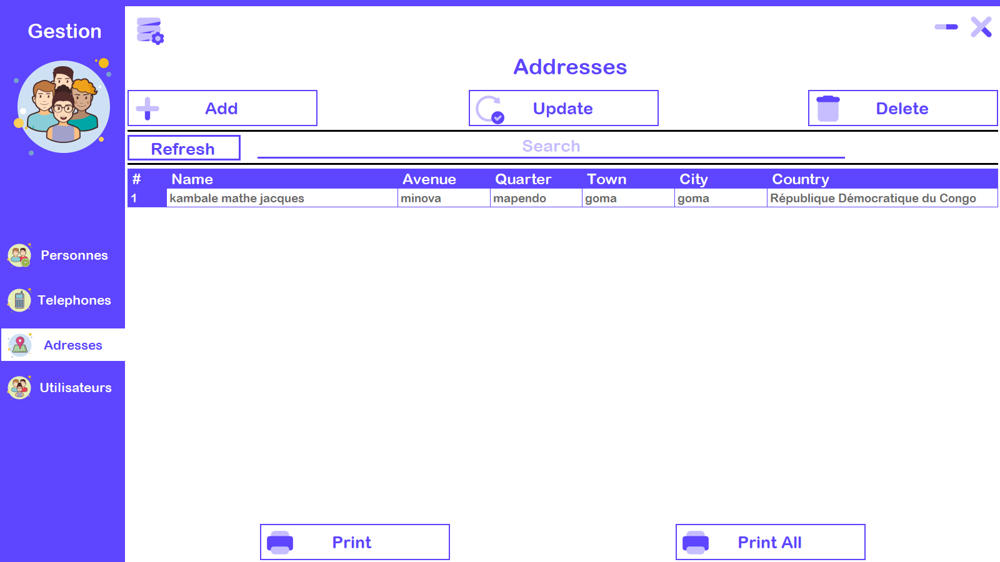 Gestion
Addresses
Add
Update
Delete
Refresh
Search
# Name Avenue Quarter Town City Country
1 kambale mathe jacques minova mapendo goma goma République Démocratique du Congo
Personnes
Telephones
Adresses
Utilisateurs
Print
Print All